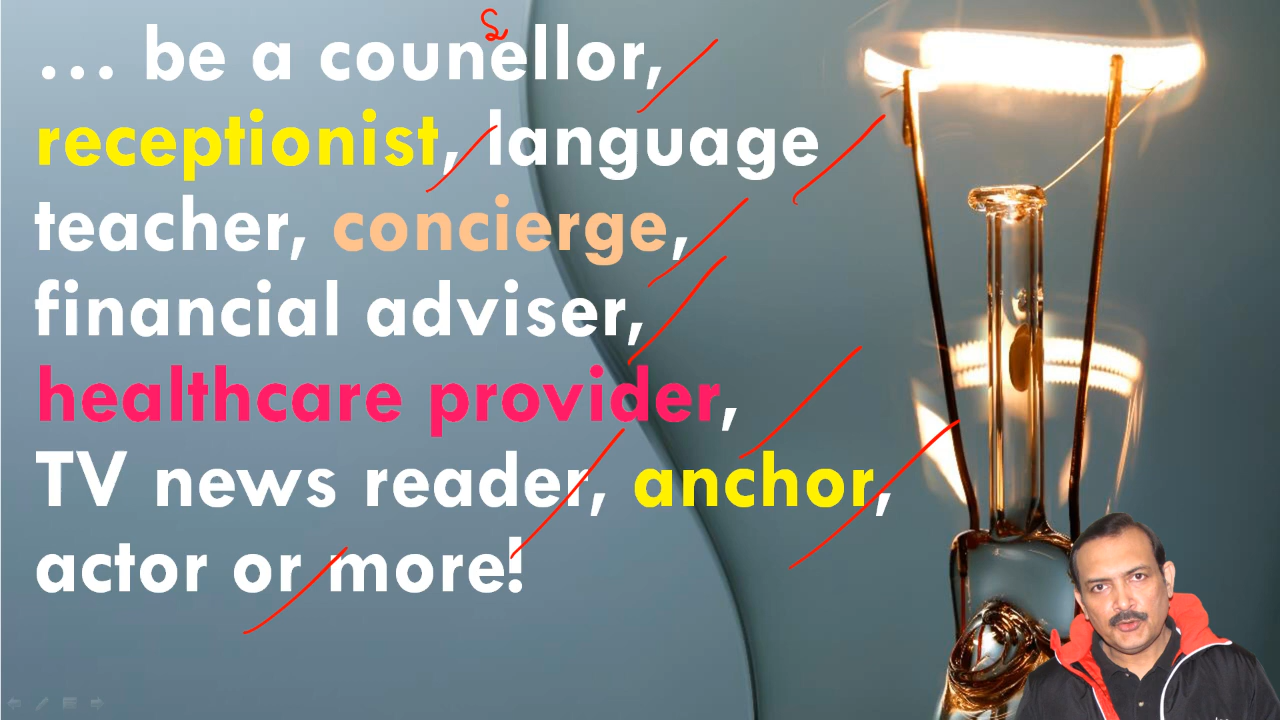 ... be a counellor,
receptionist, language
teacher, concierge,
financial adviser,
healthcare provider,
TV news reader, anchor,
actor or more!